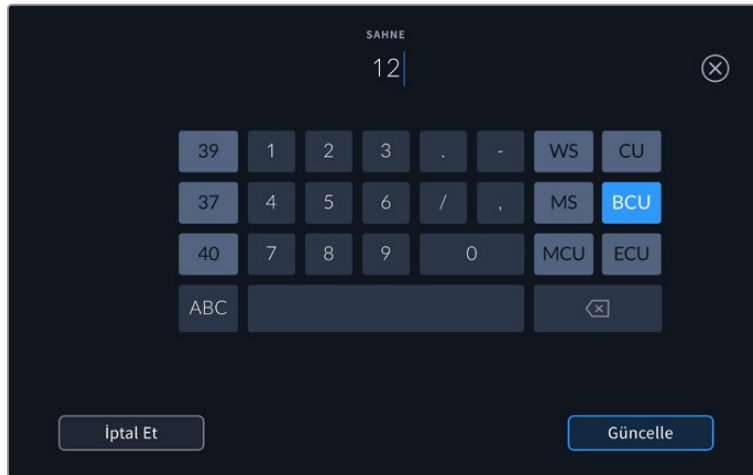 SAHNE
12
39 1 2 3 . - WS CU
37 4 5 6 / , MS BCU
40 7 8 9 0 MCU ECU
ABC
İptal Et Güncelle